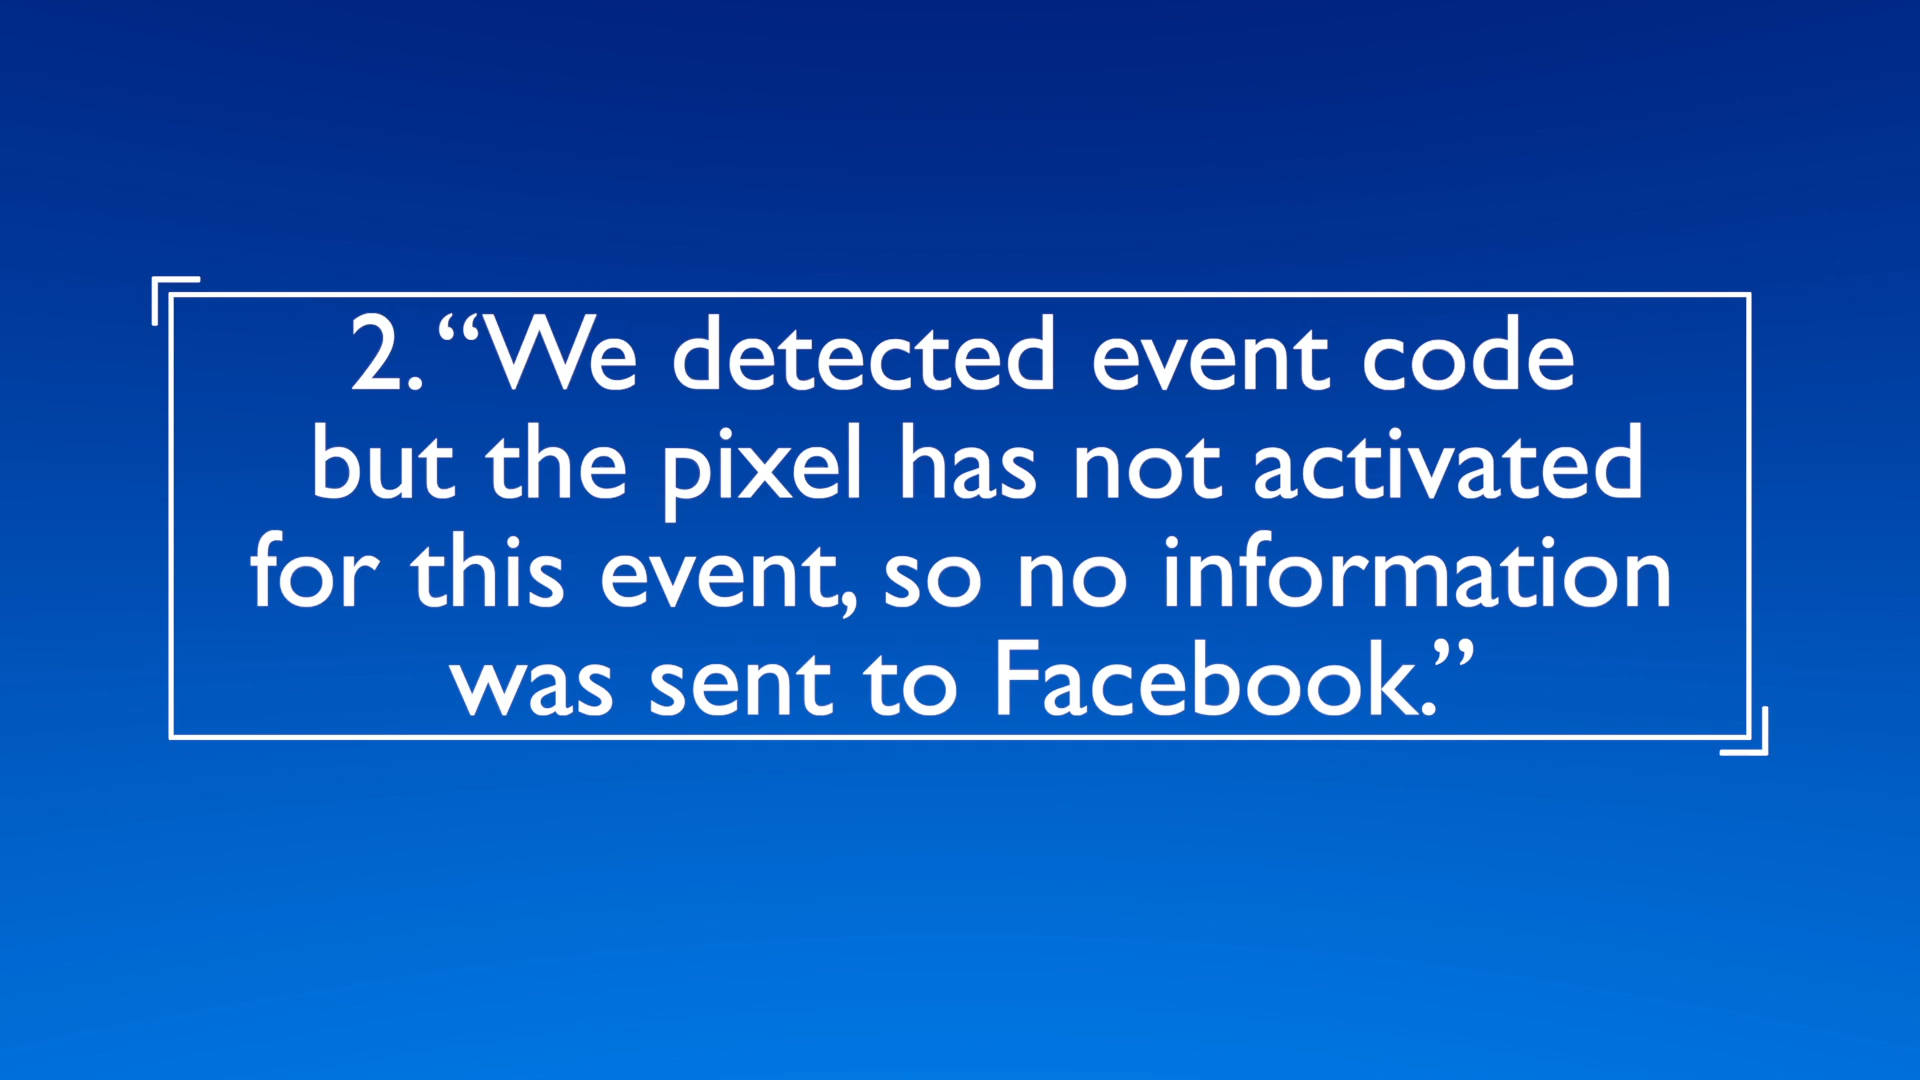 2. “We detected event code
but the pixel has not activated
for this event, so no information
was sent to Facebook.”